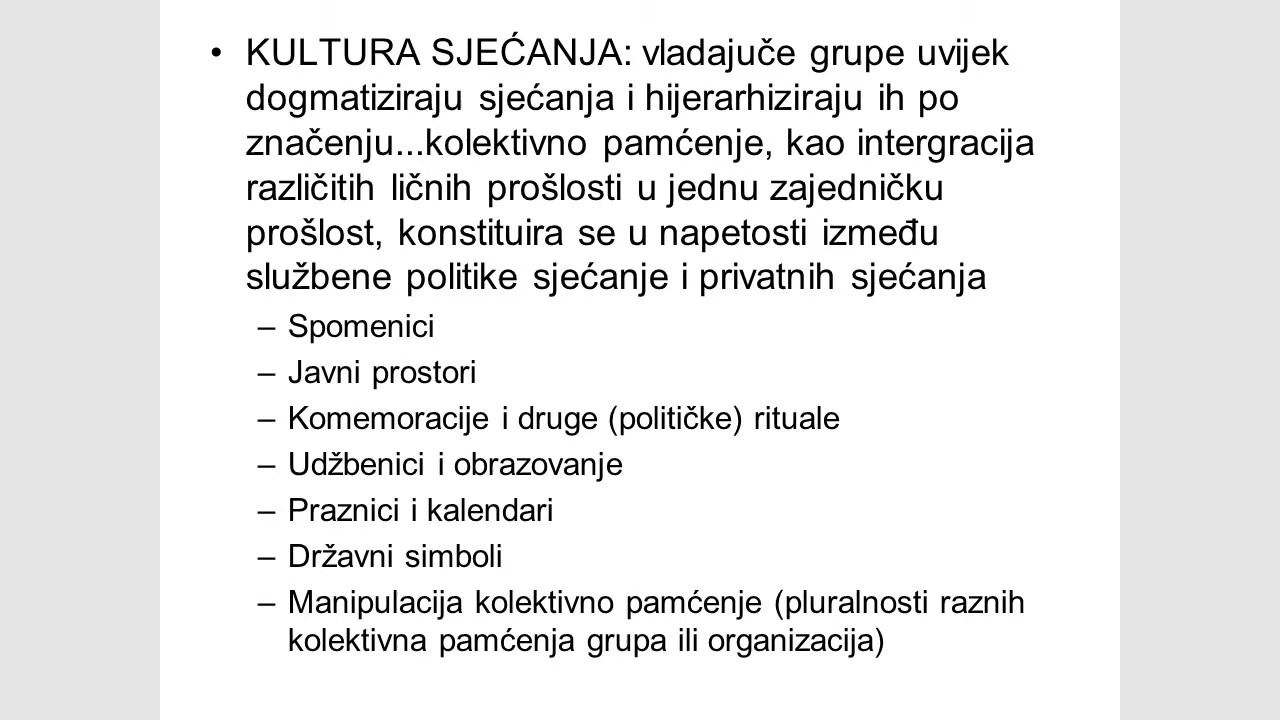 • KULTURA SJEĆANJA: vladajuče grupe uvijek
dogmatiziraju sjećanja i hijerarhiziraju ih po
značenju...kolektivno pamćenje, kao intergracija
različitih ličnih prošlosti u jednu zajedničku
prošlost, konstituira se u napetosti između
službene politike sjećanje i privatnih sjećanja
– Spomenici
– Javni prostori
– Komemoracije i druge (političke) rituale
– Udžbenici i obrazovanje
– Praznici i kalendari
– Državni simboli
– Manipulacija kolektivno pamćenje (pluralnosti raznih
kolektivna pamćenja grupa ili organizacija)